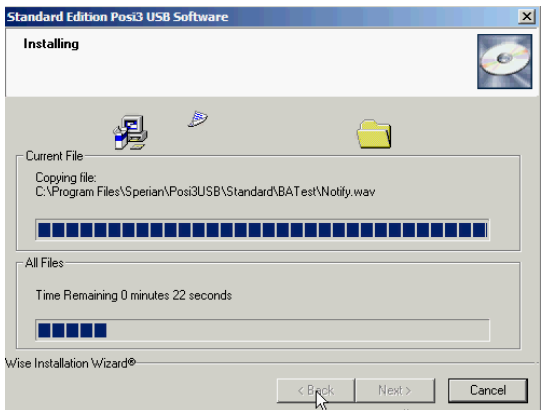 Standard Edition Posi3 USB Software
Installing
Current File
Copying file:
C:\Program Files\Sperian\Posi3USB\Standard\BATest\Notify.wav
All Files
Time Remaining 0 minutes 22 seconds
Wise Installation Wizard®
< Back Next > Cancel